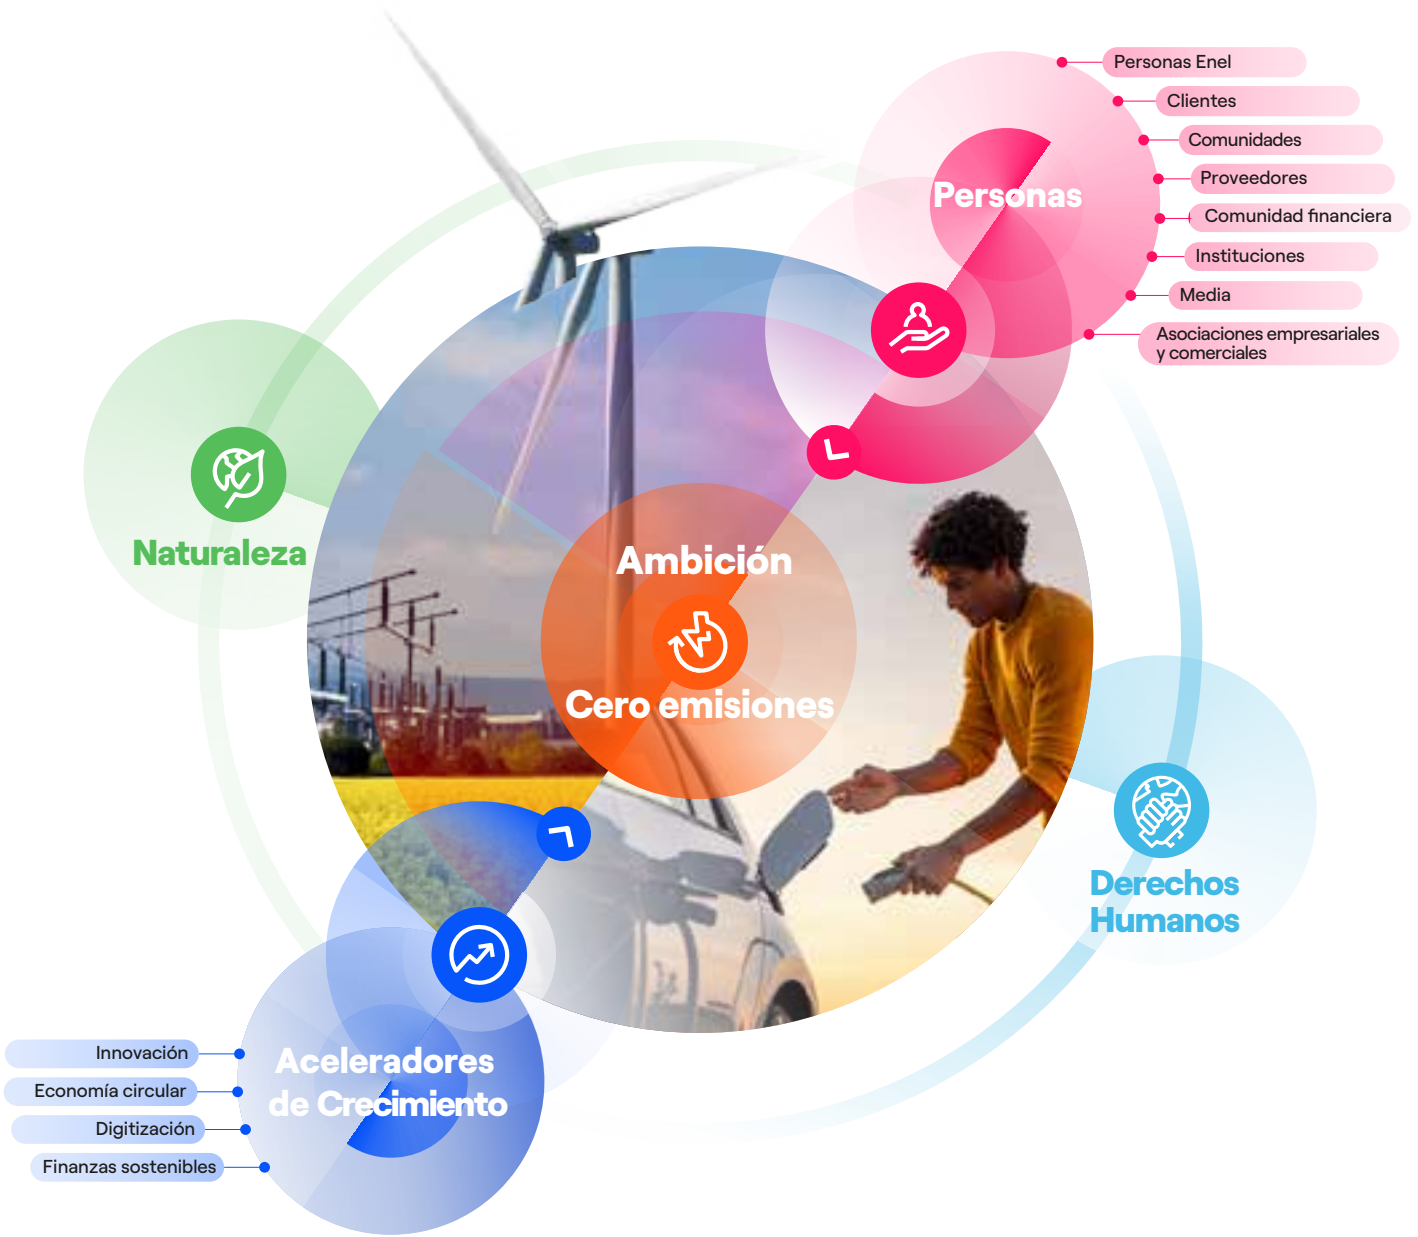 Personas
Personas Enel
Clientes
Comunidades
Proveedores
Comunidad financiera
Instituciones
Media
Asociaciones empresariales
y comerciales
Naturaleza
Ambición
Cero emisiones
Derechos
Humanos
Aceleradores
de Crecimiento
Innovación
Economía circular
Digitización
Finanzas sostenibles